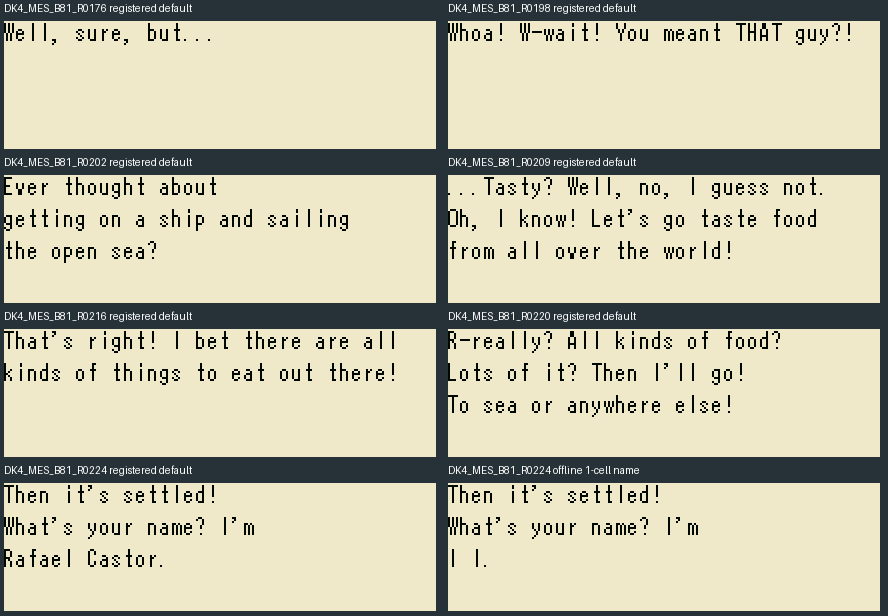 DK4_MES_B81_R0176 registered default
Well, sure, but...
DK4_MES_B81_R0198 registered default
Whoa! W-wait! You meant THAT guy?!
DK4_MES_B81_R0202 registered default
Ever thought about
getting on a ship and sailing
the open sea?
DK4_MES_B81_R0209 registered default
...Tasty? Well, no, I guess not.
Oh, I know! Let's go taste food
from all over the world!
DK4_MES_B81_R0216 registered default
That's right! I bet there are all
kinds of things to eat out there!
DK4_MES_B81_R0220 registered default
R-really? All kinds of food?
Lots of it? Then I'll go!
To sea or anywhere else!
DK4_MES_B81_R0224 registered default
Then it's settled!
What's your name? I'm
Rafael Castor.
DK4_MES_B81_R0224 offline 1-cell name
Then it's settled!
What's your name? I'm
I I.